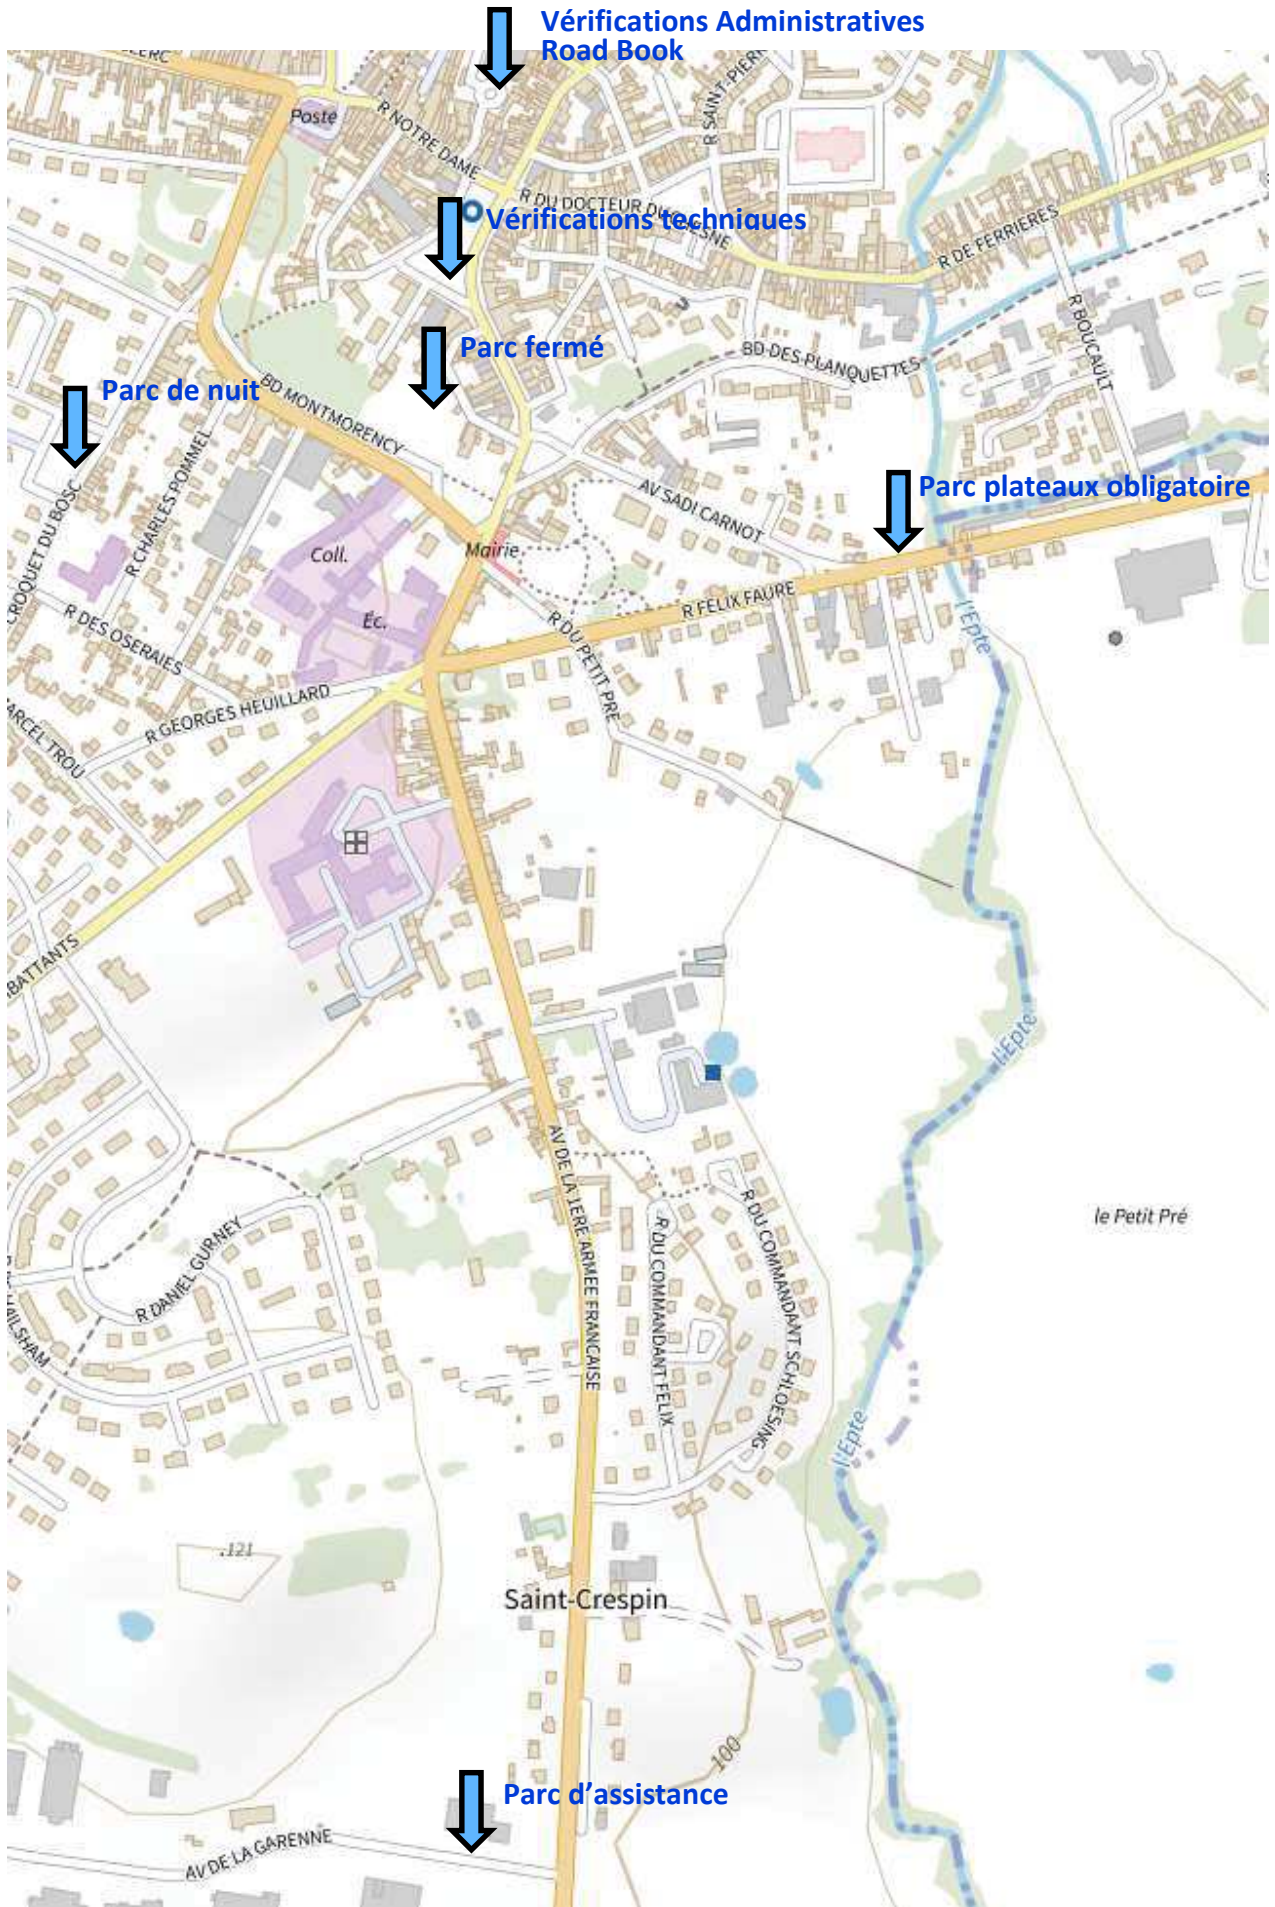 Vérifications Administratives
Road Book
LERC
Poste
R NOTRE DAME
R SAINT-PIERR
R DU DOCTEUR DUCHESNE
Vérifications techniques
R DE FERRIERES
R BOUCAULT
Parc fermé
BD DES PLANQUETTES
Parc de nuit
BD MONTMORENCY
R CHARLES POMMEL
CROQUET DU BOSC
AV SADI CARNOT
Parc plateaux obligatoire
Coll.
Mairie
Éc.
R DES OSERAIES
R FELIX FAURE
R DU PETIT PRE
l'Epte
R GEORGES HEUILLARD
ARCEL TROU
BATTANTS
l'Epte
AV DE LA 1ERE ARMEE FRANCAISE
R DU COMMANDANT FELIX
R DU COMMANDANT SCHLOESING
le Petit Pré
R DANIEL GURNEY
AILSHAM
l'Epte
.121
Saint-Crespin
100
Parc d'assistance
AV DE LA GARENNE